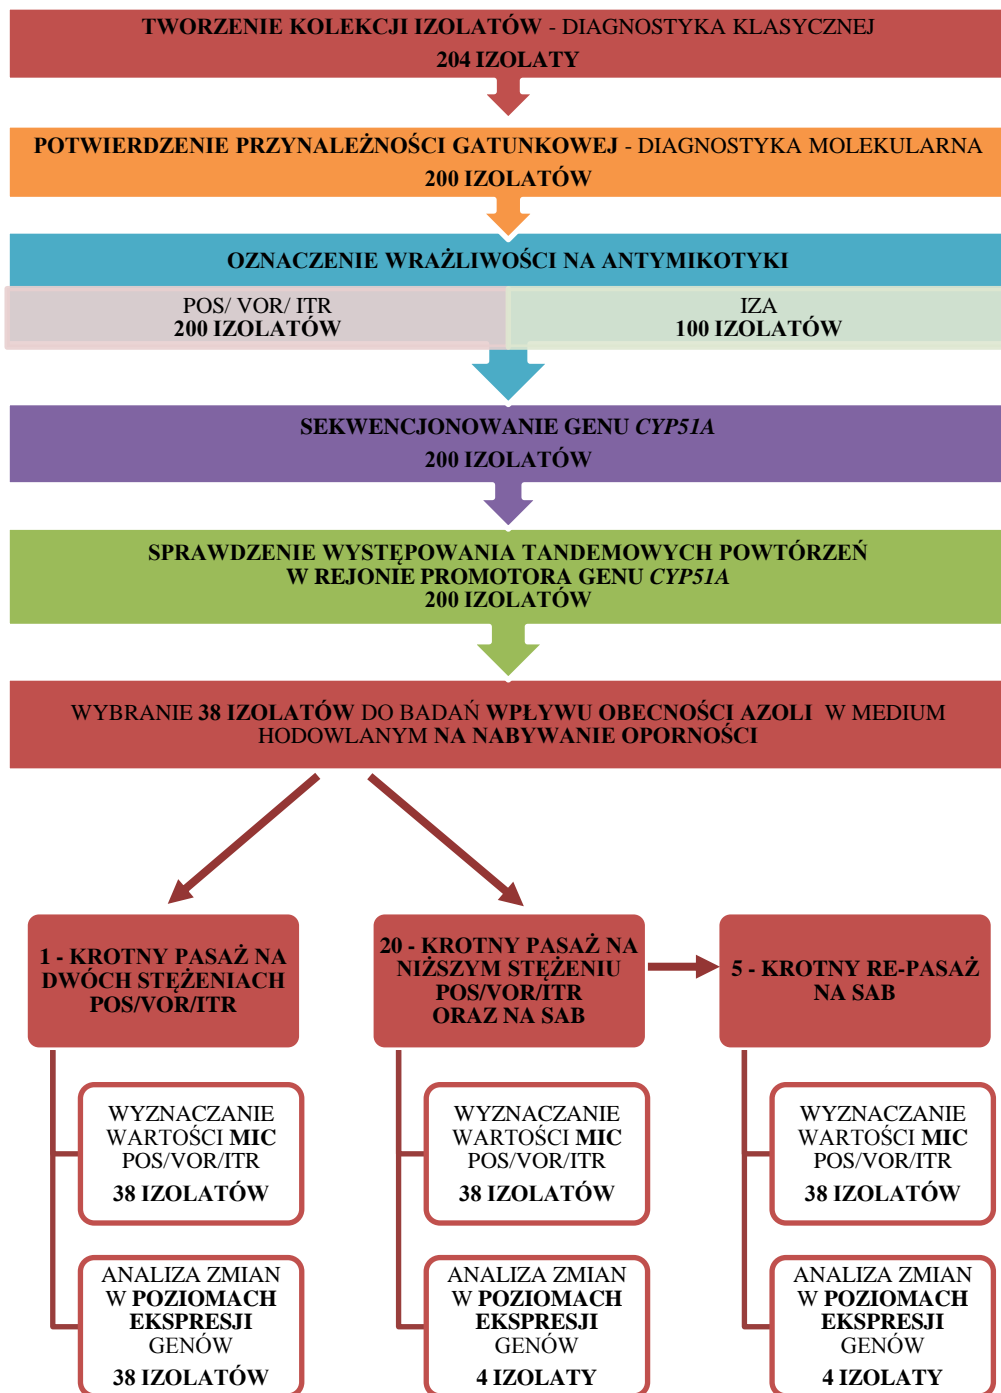 TWORZENIE KOLEKCJI IZOLATÓW - DIAGNOSTYKA KLASYCZNEJ
204 IZOLATY
POTWIERDZENIE PRZYNALEŻNOŚCI GATUNKOWEJ - DIAGNOSTYKA MOLEKULARNA
200 IZOLATÓW
OZNACZENIE WRAŻLIWOŚCI NA ANTYMIKOTYKI
POS/ VOR/ ITR
200 IZOLATÓW
IZA
100 IZOLATÓW
SEKWENCJONOWANIE GENU CYP51A
200 IZOLATÓW
SPRAWDZENIE WYSTĘPOWANIA TANDEMOWYCH POWTÓRZEŃ
W REJONIE PROMOTORA GENU CYP51A
200 IZOLATÓW
WYBRANIE 38 IZOLATÓW DO BADAŃ WPŁYWU OBECNOŚCI AZOLI W MEDIUM
HODOWLANYM NA NABYWANIE OPORNOŚCI
1 - KROTNY PASAŻ NA
DWÓCH STĘŻENIACH
POS/VOR/ITR
WYZNACZANIE
WARTOŚCI MIC
POS/VOR/ITR
38 IZOLATÓW
ANALIZA ZMIAN
W POZIOMACH
EKSPRESJI
GENÓW
38 IZOLATÓW
20 - KROTNY PASAŻ NA
NIŻSZYM STĘŻENIU
POS/VOR/ITR
ORAZ NA SAB
WYZNACZANIE
WARTOŚCI MIC
POS/VOR/ITR
38 IZOLATÓW
ANALIZA ZMIAN
W POZIOMACH
EKSPRESJI
GENÓW
4 IZOLATY
5 - KROTNY RE-PASAŻ
NA SAB
WYZNACZANIE
WARTOŚCI MIC
POS/VOR/ITR
38 IZOLATÓW
ANALIZA ZMIAN
W POZIOMACH
EKSPRESJI
GENÓW
4 IZOLATY